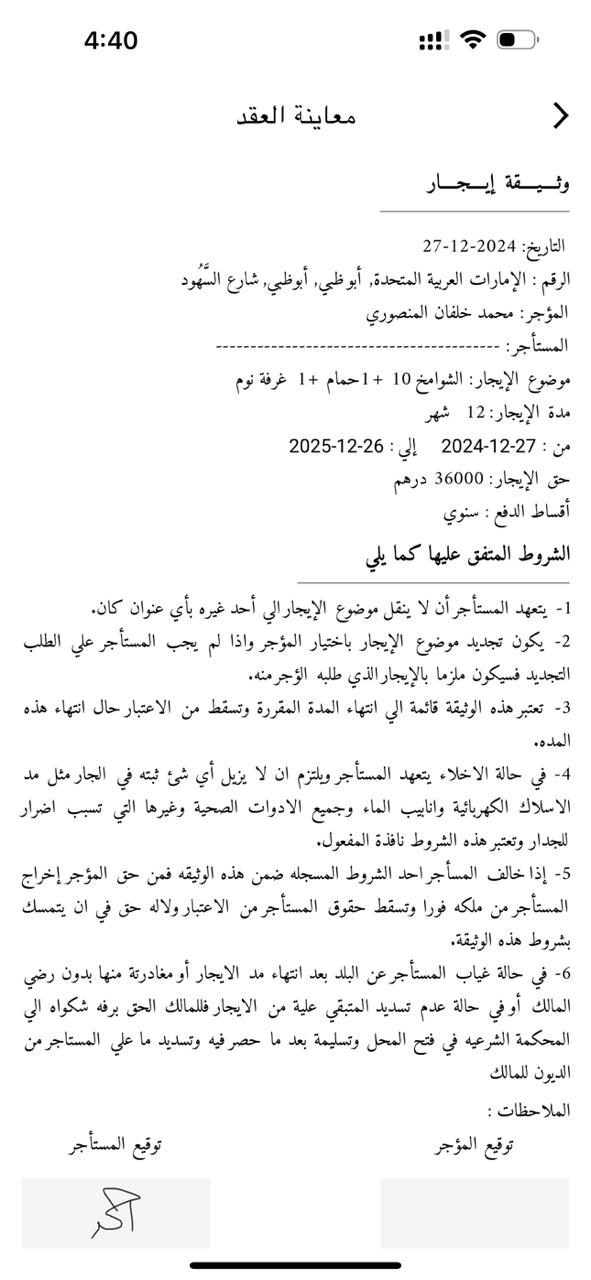 4:40
معاينة العقد
وثـيـقة إيـجـار
التاريخ: 2024-12-27
الرقم : الإمارات العربية المتحدة, أبوظبي, أبوظبي, شارع السَّهُود
المؤجر: محمد خلفان المنصوري
المستأجر: -----------------------------------------
موضوع الإيجار: الشوامخ 10 +1حمام +1 غرفة نوم
مدة الإيجار: 12 شهر
من : 27-12-2024 إلي : 26-12-2025
حق الإيجار: 36000 درهم
أقساط الدفع : سنوي
الشروط المتفق عليها كما يلي
1- يتعهد المستأجر أن لا ينقل موضوع الإيجار الي أحد غيره بأي عنوان كان.
2- يكون تجديد موضوع الإيجار باختيار المؤجر واذا لم يجب المستأجر علي الطلب
التجديد فسيكون ملزما بالإيجار الذي طلبه الؤجر منه.
3- تعتبر هذه الوثيقة قائمة الي انتهاء المدة المقررة وتسقط من الاعتبار حال انتهاء هذه
المده.
4- في حالة الاخلاء يتعهد المستأجر ويلتزم ان لا يزيل أي شئ ثبته في الجار مثل مد
الاسلاك الكهربائية وانابيب الماء وجميع الادوات الصحية وغيرها التي تسبب اضرار
للجدار وتعتبر هذه الشروط نافذة المفعول.
5- إذا خالف المسأجر احد الشروط المسجله ضمن هذه الوثيقه فمن حق المؤجر إخراج
المستأجر من ملكه فورا وتسقط حقوق المستأجر من الاعتبار ولاله حق في ان يتمسك
بشروط هذه الوثيقة.
6- في حالة غياب المستأجر عن البلد بعد انتهاء مد الايجار أو مغادرتة منها بدون رضي
المالك أو في حالة عدم تسديد المتبقي علية من الايجار فللمالك الحق برفه شكواه الي
المحكمة الشرعيه في فتح المحل وتسليمة بعد ما حصر فيه وتسديد ما علي المستاجر من
الديون للمالك
الملاحظات :
توقيع المؤجر توقيع المستأجر